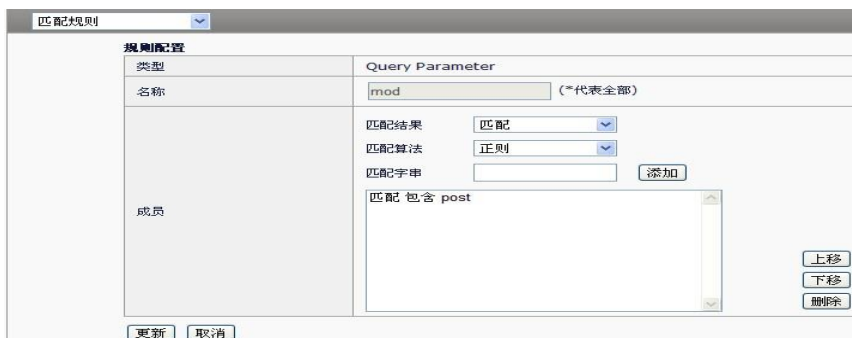 匹配规则
规则配置
类型 Query Parameter
名称 mod (*代表全部)
匹配结果 匹配
匹配算法 正则
匹配字串 添加
成员 匹配 包含 post
上移
下移
删除
更新 取消